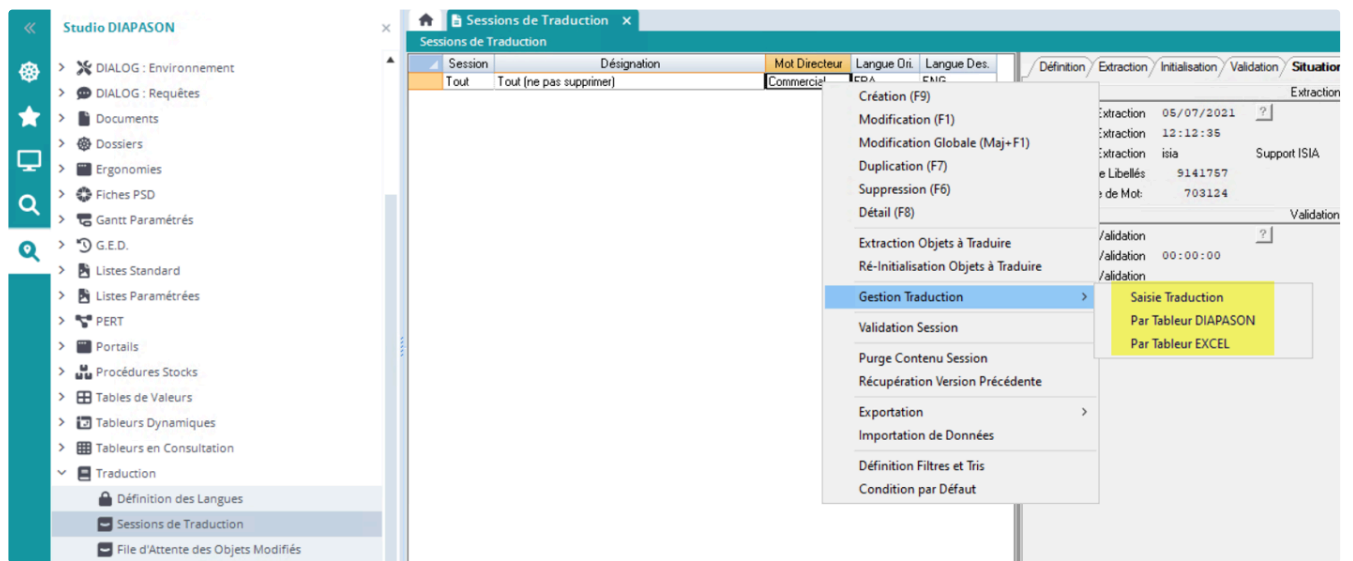 Studio DIAPASON
DIALOG : Environnement
DIALOG : Requêtes
Documents
Dossiers
Ergonomies
Fiches PSD
Gantt Paramétrés
G.E.D.
Listes Standard
Listes Paramétrées
PERT
Portails
Procédures Stocks
Tables de Valeurs
Tableurs Dynamiques
Tableurs en Consultation
Traduction
Définition des Langues
Sessions de Traduction
File d'Attente des Objets Modifiés
Sessions de Traduction
Sessions de Traduction
Session Désignation Mot Directeur Langue Ori. Langue Des.
Tout Tout (ne pas supprimer) Commercial FRA ENG
Création (F9)
Modification (F1)
Modification Globale (Maj+F1)
Duplication (F7)
Suppression (F6)
Détail (F8)
Extraction Objets à Traduire
Ré-Initialisation Objets à Traduire
Gestion Traduction
Validation Session
Purge Contenu Session
Récupération Version Précédente
Exportation
Importation de Données
Définition Filtres et Tris
Condition par Défaut
Saisie Traduction
Par Tableur DIAPASON
Par Tableur EXCEL
Définition Extraction Initialisation Validation Situation
Extraction
Extraction 05/07/2021 ?
Extraction 12:12:35
Extraction isia Support ISIA
e Libellés 9141757
e de Mot: 703124
Validation
Validation ?
Validation 00:00:00
Validation